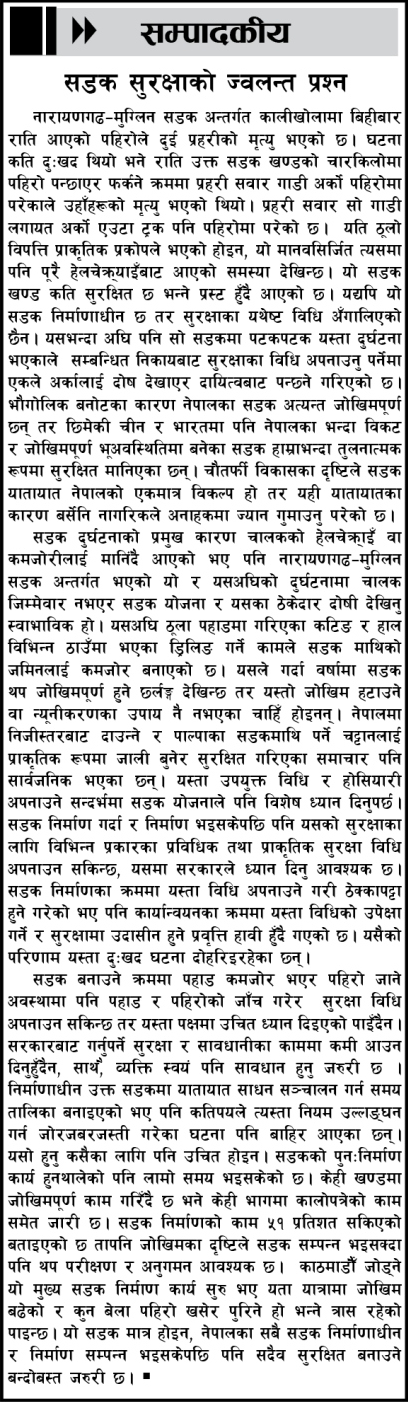 सम्पादकीय
सडक सुरक्षाको ज्वलन्त प्रश्न
नारायणगढ–मुग्लिन सडक अन्तर्गत कालीखोलामा बिहीबार
राति आएको पहिरोले दुई प्रहरीको मृत्यु भएको छ। घटना
कति दुःखद थियो भने राति उक्त सडक खण्डको चारकिलोमा
पहिरो पन्छाएर फर्कने क्रममा प्रहरी सवार गाडी अर्को पहिरोमा
परेकाले उहाँहरूको मृत्यु भएको थियो। प्रहरी सवार सो गाडी
लगायत अर्को एउटा ट्रक पनि पहिरोमा परेको छ। यति ठूलो
विपत्ति प्राकृतिक प्रकोपले भएको होइन, यो मानवसिर्जित त्यसमा
पनि पूरै हेलचेक्र्याइँबाट आएको समस्या देखिन्छ। यो सडक
खण्ड कति सुरक्षित छ भन्ने प्रस्ट हुँदै आएको छ। यद्यपि यो
सडक निर्माणाधीन छ तर सुरक्षाका यथेष्ट विधि अँगालिएको
छैन। यसभन्दा अघि पनि सो सडकमा पटकपटक यस्ता दुर्घटना
भएकाले सम्बन्धित निकायबाट सुरक्षाका विधि अपनाउनु पर्नेमा
एकले अर्कालाई दोष देखाएर दायित्वबाट पन्छने गरिएको छ।
भौगोलिक बनोटका कारण नेपालका सडक अत्यन्त जोखिमपूर्ण
छन् तर छिमेकी चीन र भारतमा पनि नेपालका भन्दा विकट
र जोखिमपूर्ण भूअवस्थितिमा बनेका सडक हाम्राभन्दा तुलनात्मक
रूपमा सुरक्षित मानिएका छन्। चौतर्फी विकासका दृष्टिले सडक
यातायात नेपालको एकमात्र विकल्प हो तर यही यातायातका
कारण बर्सेनि नागरिकले अनाहकमा ज्यान गुमाउनु परेको छ।
सडक दुर्घटनाको प्रमुख कारण चालकको हेलचेक्र्याइँ वा
कमजोरीलाई मानिँदै आएको भए पनि नारायणगढ–मुग्लिन
सडक अन्तर्गत भएको यो र यसअघिको दुर्घटनामा चालक
जिम्मेवार नभएर सडक योजना र यसका ठेकेदार दोषी देखिनु
स्वाभाविक हो। यसअघि ठूला पहाडमा गरिएका कटिङ र हाल
विभिन्न ठाउँमा भएका ड्रिलिङ गर्ने कामले सडक माथिको
जमिनलाई कमजोर बनाएको छ। यसले गर्दा वर्षामा सडक
थप जोखिमपूर्ण हुने छर्लङ्ग देखिन्छ तर यस्तो जोखिम हटाउने
वा न्यूनीकरणका उपाय नै नभएका चाहिँ होइनन्। नेपालमा
निजीस्तरबाट दाउन्ने र पाल्पाका सडकमाथि पर्ने चट्टानलाई
प्राकृतिक रूपमा जाली बुनेर सुरक्षित गरिएका समाचार पनि
सार्वजनिक भएका छन्। यस्ता उपयुक्त विधि र होसियारी
अपनाउने सन्दर्भमा सडक योजनाले पनि विशेष ध्यान दिनुपर्छ।
सडक निर्माण गर्दा र निर्माण भइसकेपछि पनि यसको सुरक्षाका
लागि विभिन्न प्रकारका प्रविधिक तथा प्राकृतिक सुरक्षा विधि
अपनाउन सकिन्छ, यसमा सरकारले ध्यान दिनु आवश्यक छ।
सडक निर्माणका क्रममा यस्ता विधि अपनाउने गरी ठेक्कापट्टा
हुने गरेको भए पनि कार्यान्वयनका क्रममा यस्ता विधिको उपेक्षा
गर्ने र सुरक्षामा उदासीन हुने प्रवृत्ति हावी हुँदै गएको छ। यसैको
परिणाम यस्ता दुःखद घटना दोहरिइरहेका छन्।
सडक बनाउने क्रममा पहाड कमजोर भएर पहिरो जाने
अवस्थामा पनि पहाड र पहिरोको जाँच गरेर सुरक्षा विधि
अपनाउन सकिन्छ तर यस्ता पक्षमा उचित ध्यान दिइएको पाइँदैन।
सरकारबाट गर्नुपर्ने सुरक्षा र सावधानीका काममा कमी आउन
दिनुहुँदैन, साथै, व्यक्ति स्वयं पनि सावधान हुनु जरुरी छ ।
निर्माणाधीन उक्त सडकमा यातायात साधन सञ्चालन गर्न समय
तालिका बनाइएको भए पनि कतिपयले त्यस्ता नियम उल्लङ्घन
गर्न जोरजबरजस्ती गरेका घटना पनि बाहिर आएका छन्।
यसो हुनु कसैका लागि पनि उचित होइन। सडकको पुनःनिर्माण
कार्य हुनथालेको पनि लामो समय भइसकेको छ। केही खण्डमा
जोखिमपूर्ण काम गरिँदै छ भने केही भागमा कालोपत्रेको काम
समेत जारी छ। सडक निर्माणको काम ५१ प्रतिशत सकिएको
बताइएको छ तापनि जोखिमका दृष्टिले सडक सम्पन्न भइसक्दा
पनि थप परीक्षण र अनुगमन आवश्यक छ। काठमाडौँ जोड्ने
यो मुख्य सडक निर्माण कार्य सुरु भए यता यात्रामा जोखिम
बढेको र कुन बेला पहिरो खसेर पुरिने हो भन्ने त्रास रहेको
पाइन्छ। यो सडक मात्र होइन, नेपालका सबै सडक निर्माणाधीन
र निर्माण सम्पन्न भइसकेपछि पनि सदैव सुरक्षित बनाउने
बन्दोबस्त जरुरी छ। ■